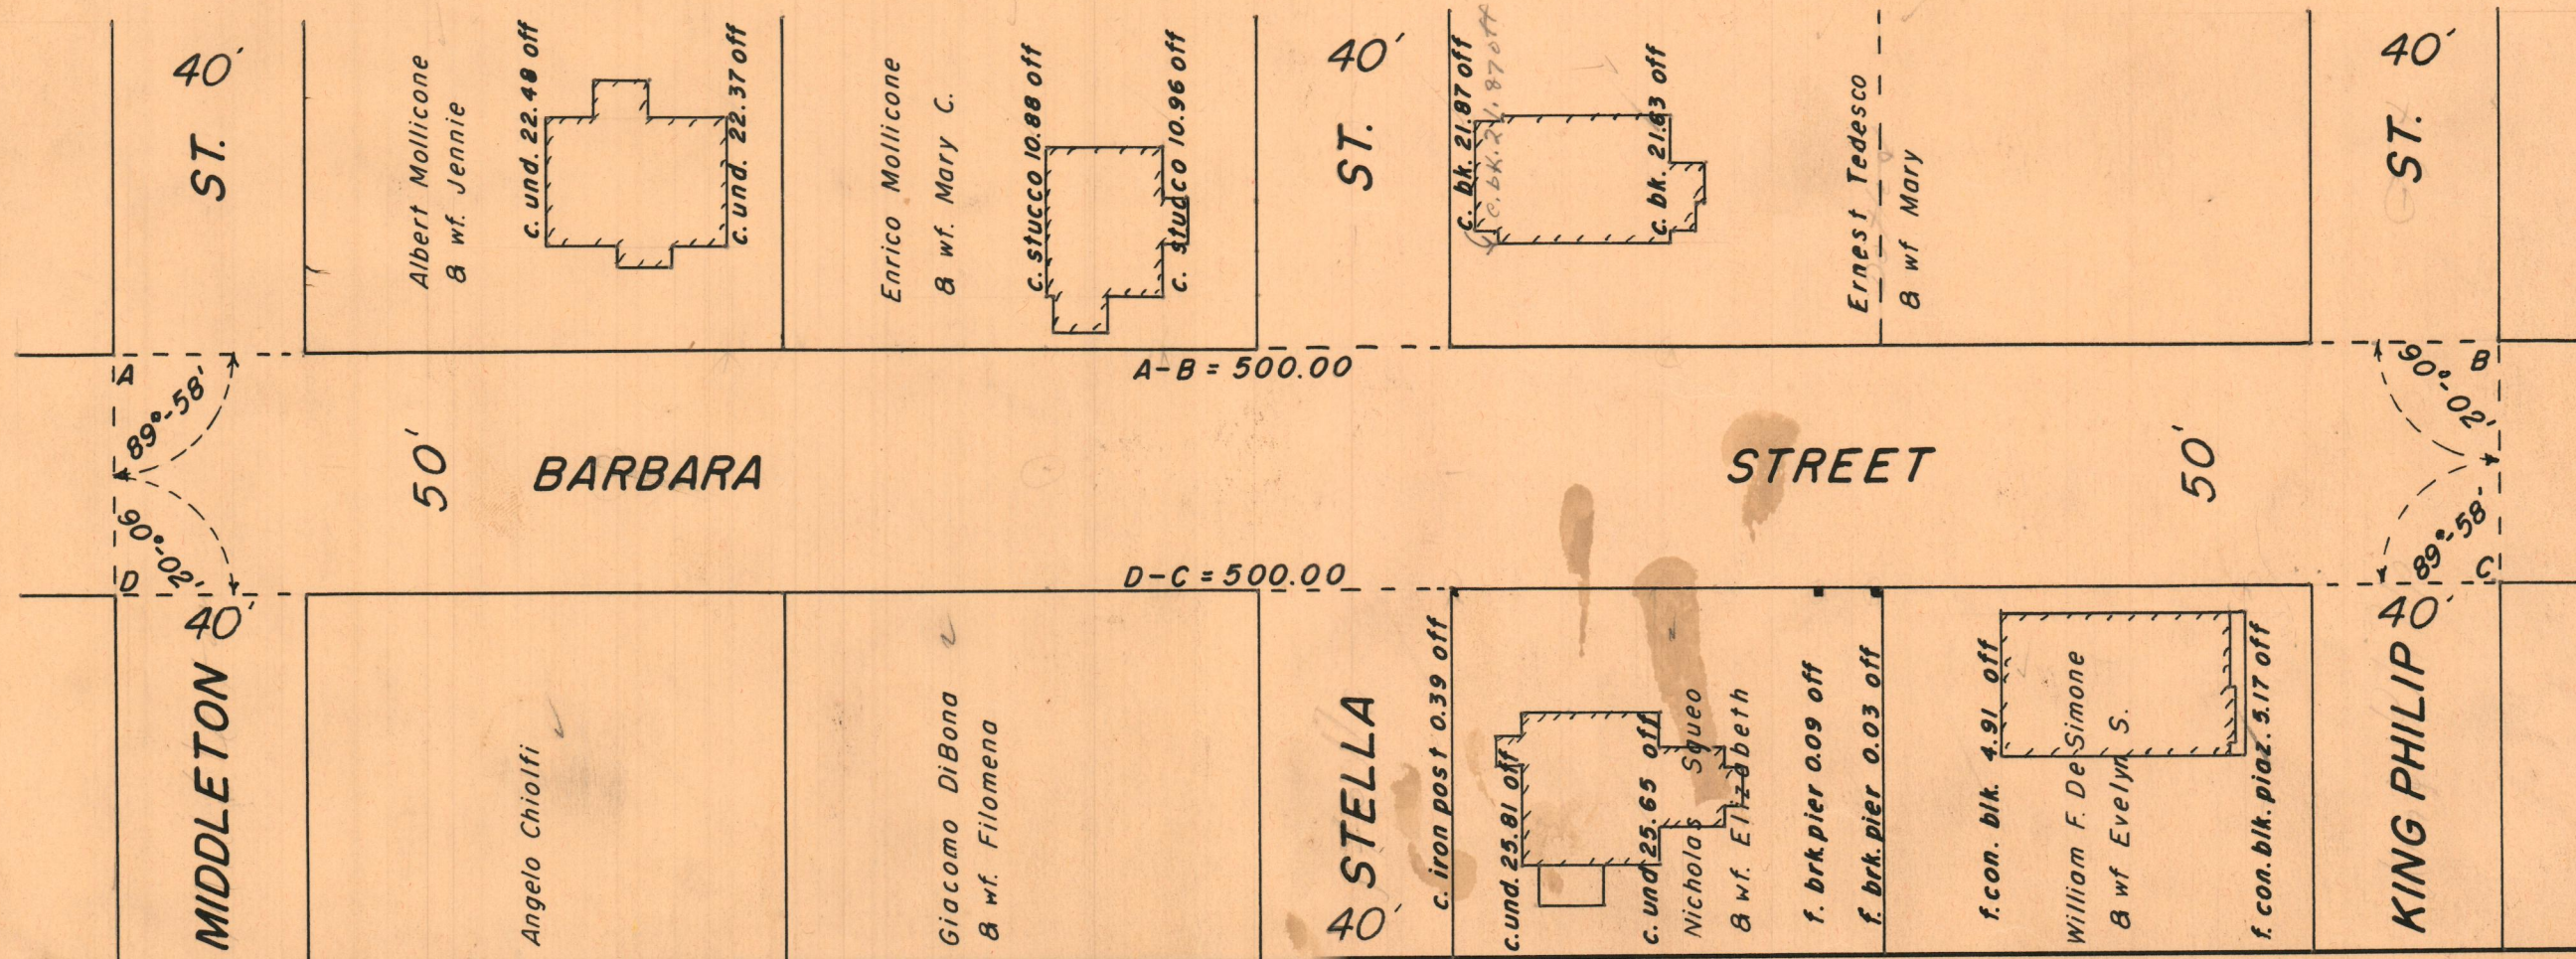 40'
ST.
Albert Mollicone
& wf. Jennie
c. und. 22.48 off
c. und. 22.37 off
Enrico Mollicone
& wf. Mary C.
c. stucco 10.88 off
c. stucco 10.96 off
40'
ST.
c. bk. 21.87 off
c. bk. 21.87 off
c. bk. 21.63 off
Ernest Tedesco
& wf Mary
40'
ST.
A
89°-58'
A-B = 500.00
90°-02'
B
50'
BARBARA
STREET
50'
90°-02'
D
D-C = 500.00
89°-58'
C
40'
MIDDLETON
Angelo Chiolfi
Giacomo DiBona
& wf. Filomena
STELLA
40'
c. iron post 0.39 off
c. und. 25.81 off
c. und 25.65 off
Nicholas Squeo
& wf. Elizabeth
f. brk. pier 0.09 off
f. brk. pier 0.03 off
f. con. blk. 4.91 off
William F. DeSimone
& wf Evelyn S.
f. con. blk. piaz. 5.17 off
40'
KING PHILIP